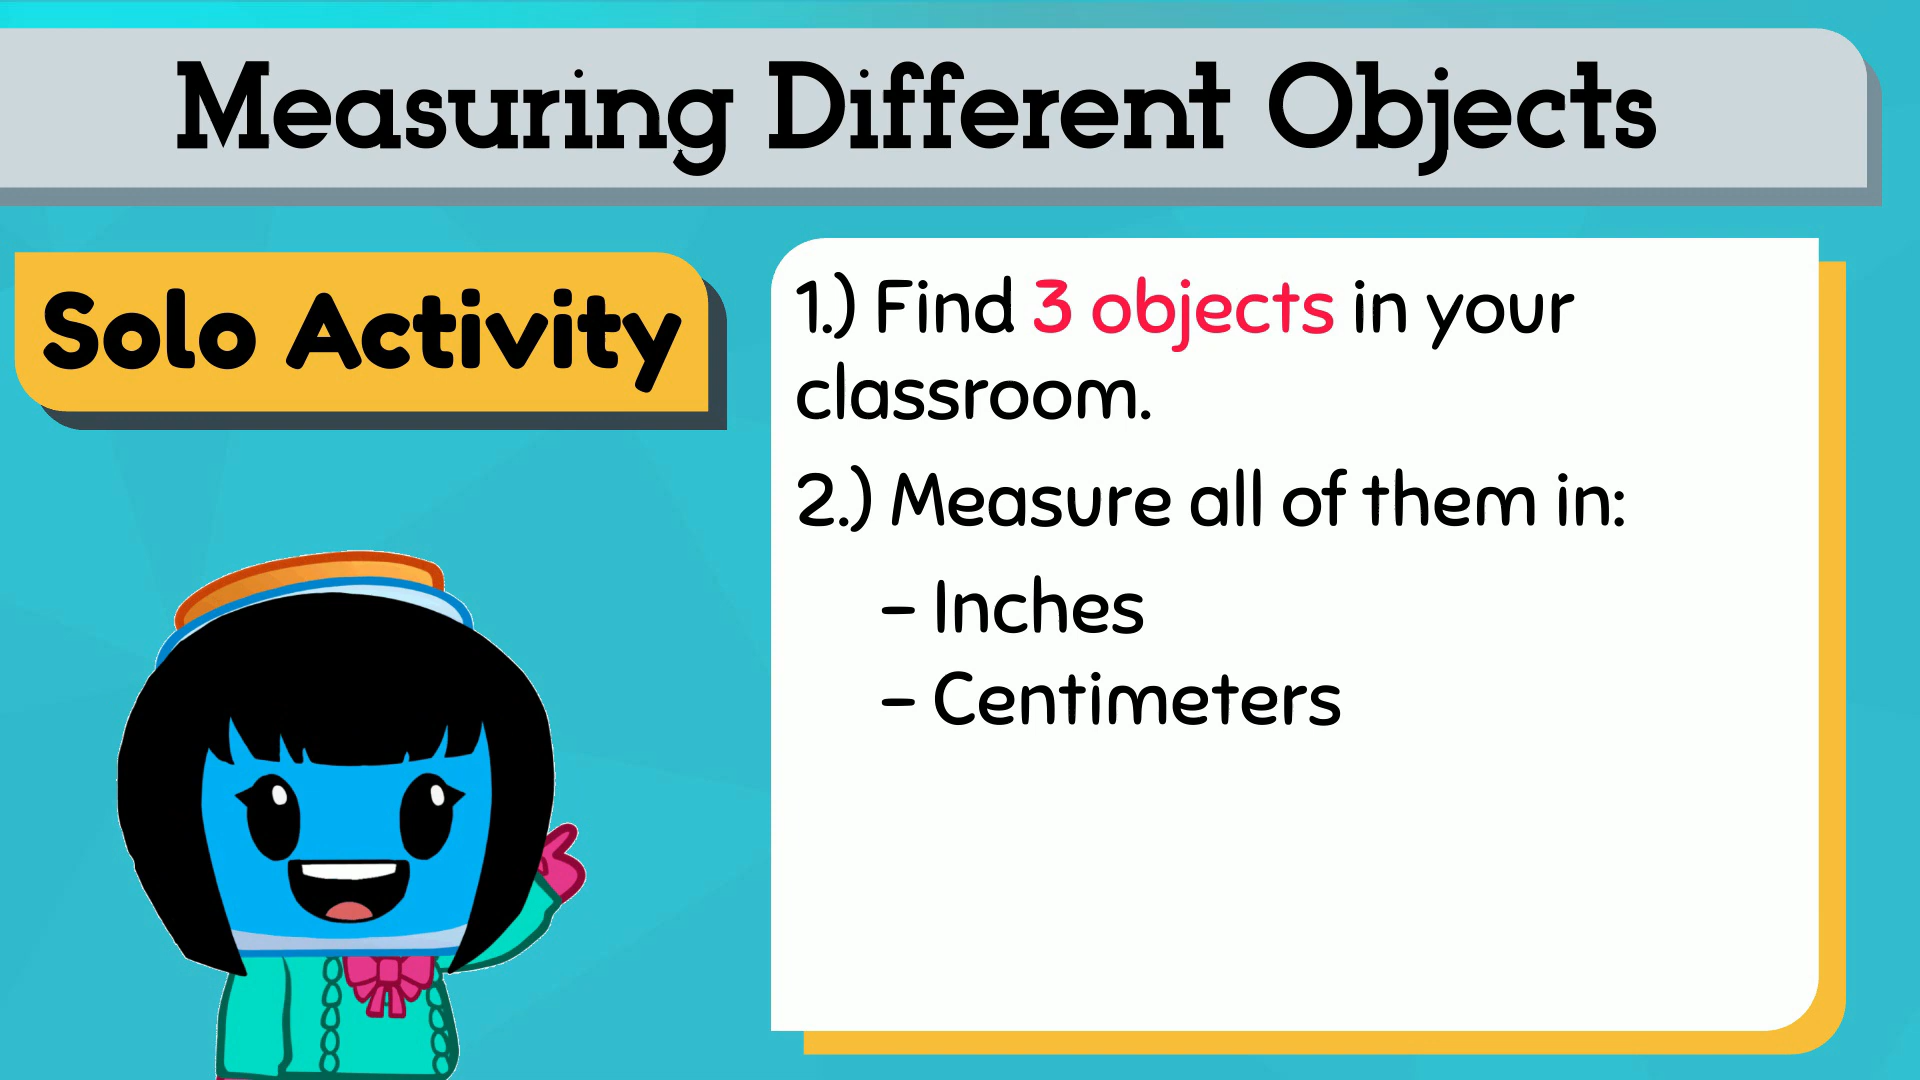 Measuring Different Objects
Solo Activity
1.) Find 3 objects in your
classroom.
2.) Measure all of them in:
- Inches
- Centimeters